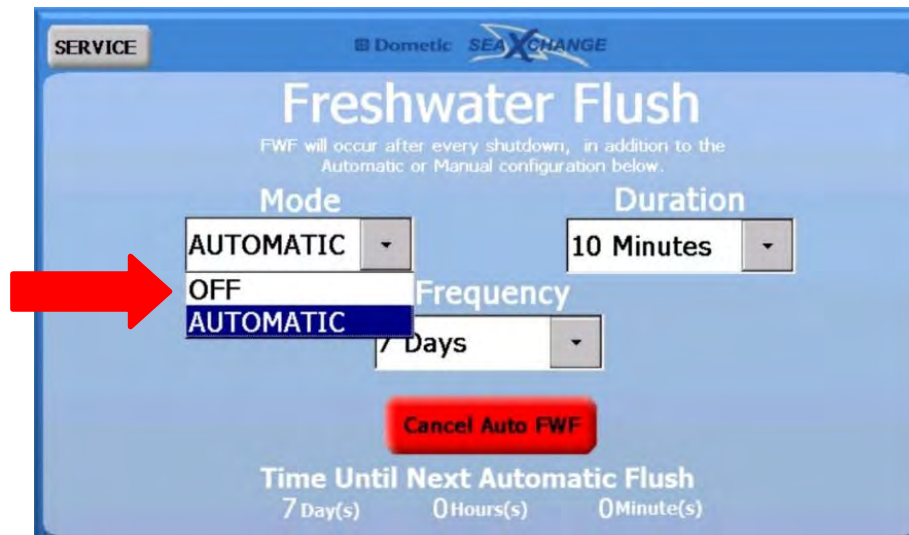 SERVICE
Dometic SEAXCHANGE
Freshwater Flush
FWF will occur after every shutdown, in addition to the
Automatic or Manual configuration below.
Mode
Duration
AUTOMATIC
10 Minutes
OFF
AUTOMATIC
Frequency
7 Days
Cancel Auto FWF
Time Until Next Automatic Flush
7 Day(s) 0 Hours(s) 0 Minute(s)